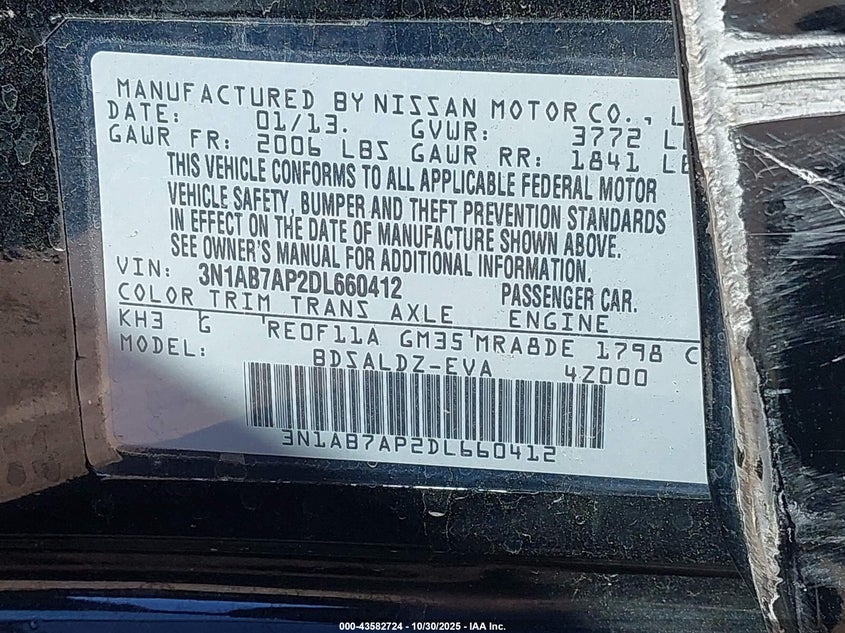 MANUFACTURED BY NISSAN MOTOR CO., L
DATE: 01/13. GVWR: 3772 L
GAWR FR: 2006 LBS GAWR RR: 1841 LB
THIS VEHICLE CONFORMS TO ALL APPLICABLE FEDERAL MOTOR
VEHICLE SAFETY, BUMPER AND THEFT PREVENTION STANDARDS
IN EFFECT ON THE DATE OF MANUFACTURE SHOWN ABOVE.
SEE OWNER'S MANUAL FOR ADDITIONAL INFORMATION.
VIN: 3N1AB7AP2DL660412 PASSENGER CAR.
COLOR TRIM TRANS AXLE ENGINE
KH3 G RE0F11A GM35 MRA8DE 1798 C
MODEL: BDSALDZ-EVA 4Z000
3N1AB7AP2DL660412
000-43582724 - 10/30/2025 - IAA Inc.